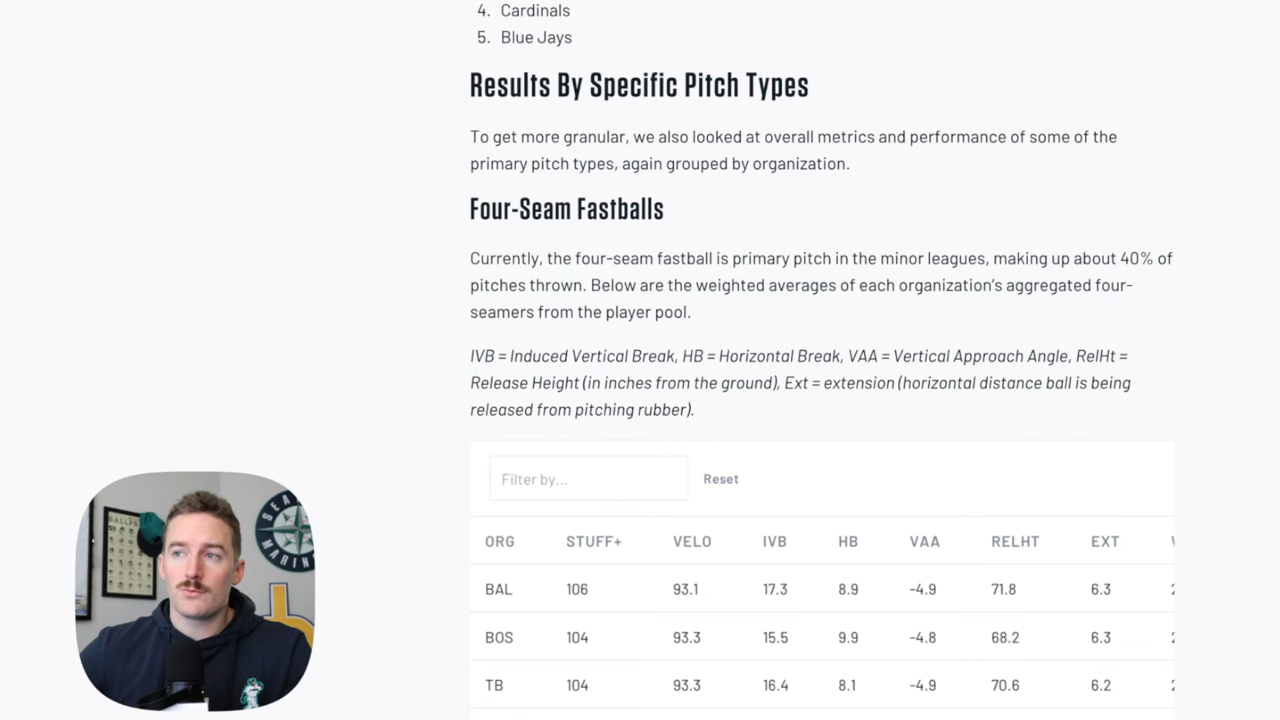 4. Cardinals
5. Blue Jays
Results By Specific Pitch Types
To get more granular, we also looked at overall metrics and performance of some of the
primary pitch types, again grouped by organization.
Four-Seam Fastballs
Currently, the four-seam fastball is primary pitch in the minor leagues, making up about 40% of
pitches thrown. Below are the weighted averages of each organization’s aggregated four-
seamers from the player pool.
IVB = Induced Vertical Break, HB = Horizontal Break, VAA = Vertical Approach Angle, RelHt =
Release Height (in inches from the ground), Ext = extension (horizontal distance ball is being
released from pitching rubber).
Filter by... Reset
ORG STUFF+ VELO IVB HB VAA RELHT EXT
BAL 106 93.1 17.3 8.9 -4.9 71.8 6.3
BOS 104 93.3 15.5 9.9 -4.8 68.2 6.3
TB 104 93.3 16.4 8.1 -4.9 70.6 6.2
BALLPA
SEA
MARIN